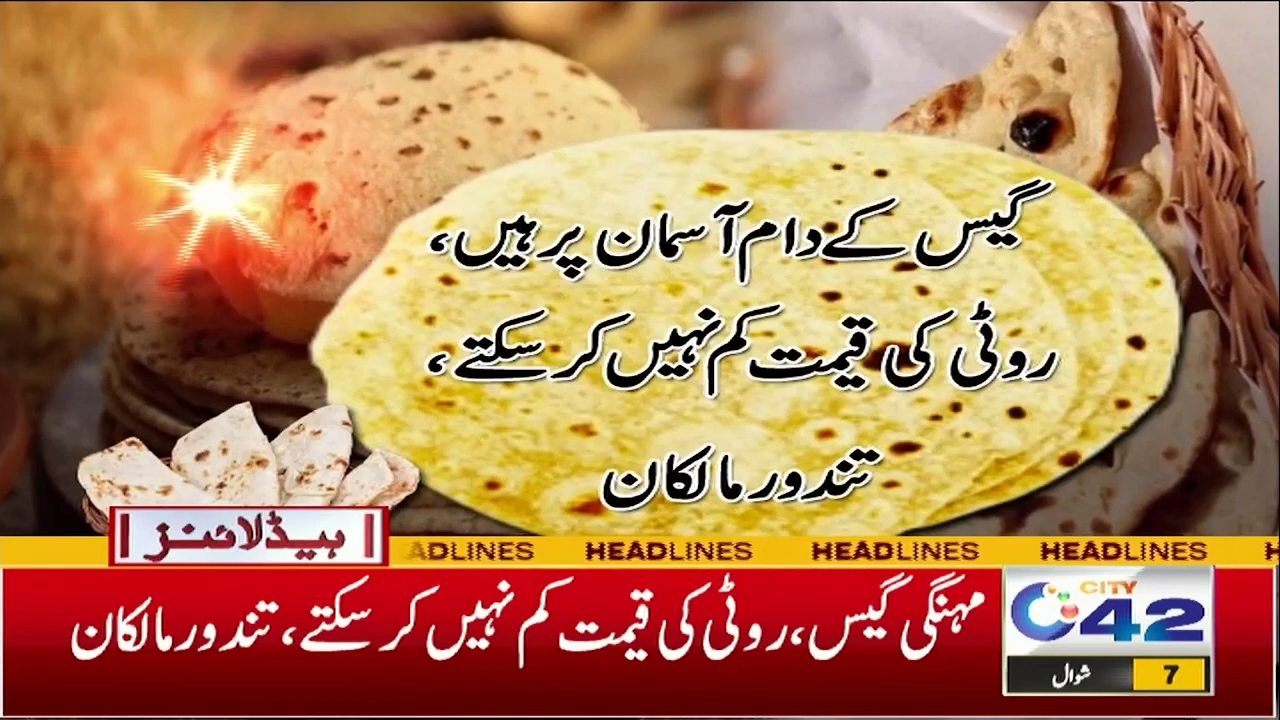 گیس کے دام آسمان پر ہیں،
روٹی کی قیمت کم نہیں کر سکتے،
تندور مالکان
ہیڈلائنز
ADLINES HEADLINES HEADLINES HEADLINES H
مہنگی گیس، روٹی کی قیمت کم نہیں کر سکتے، تندور مالکان
CITY
42
7 شوال